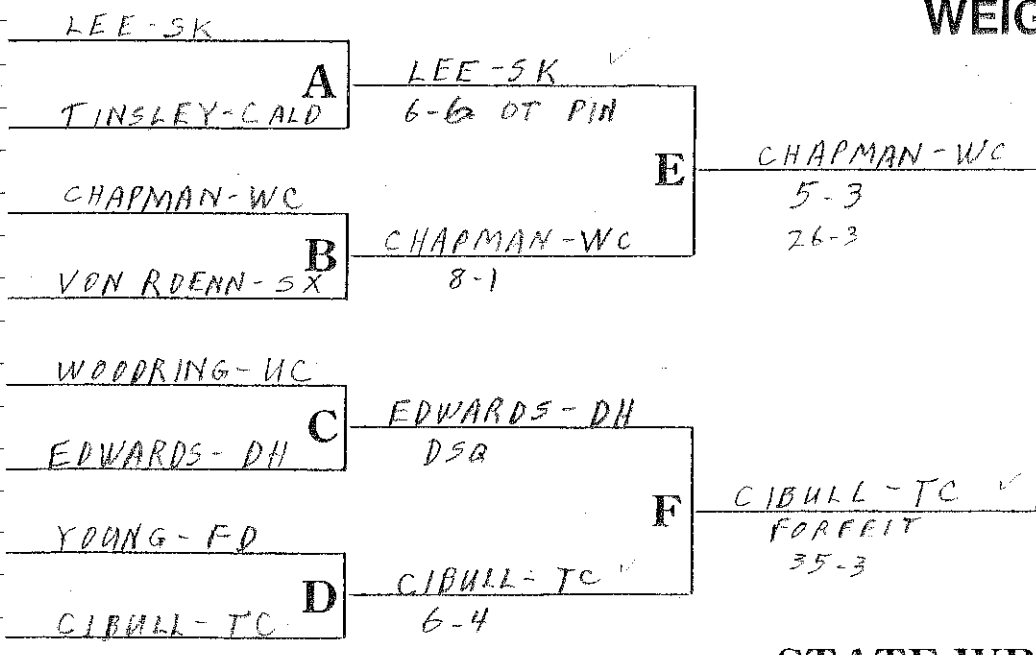 WEIG
LEE-SK
A
LEE-SK ✓
TINSLEY-CALD
6-6 OT PIN
E
CHAPMAN-WC
5-3
26-3
CHAPMAN-WC
B
CHAPMAN-WC
8-1
VON ROENN-SX
WOODRING-UC
C
EDWARDS-DH
DSQ
EDWARDS-DH
F
CIBULL-TC ✓
FORFEIT
35-3
YOUNG-FD
D
CIBULL-TC ✓
6-4
CIBULL-TC